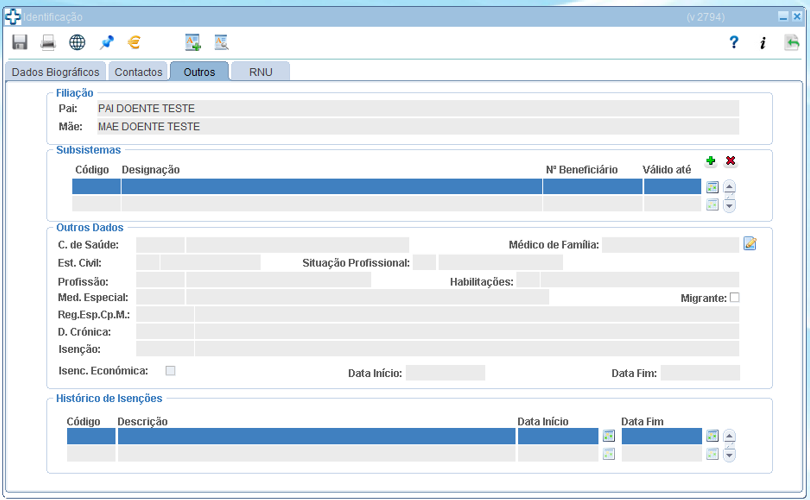 Identificação (v 2794)
Dados Biográficos Contactos Outros RNU
Filiação
Pai: PAI DOENTE TESTE
Mãe: MAE DOENTE TESTE
Subsistemas
Código Designação Nº Beneficiário Válido até
Outros Dados
C. de Saúde: Médico de Família:
Est. Civil: Situação Profissional:
Profissão: Habilitações:
Med. Especial: Migrante:
Reg.Esp.Cp.M.:
D. Crónica:
Isenção:
Isenc. Económica: Data Início: Data Fim:
Histórico de Isenções
Código Descrição Data Início Data Fim